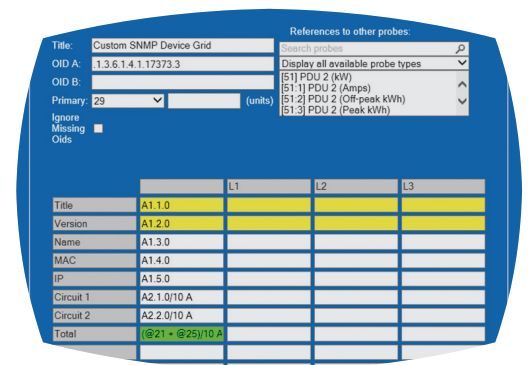 References to other probes:
Title: Custom SNMP Device Grid
Search probes
OID A: .1.3.6.1.4.1.17373.3
Display all available probe types
OID B:
[51] PDU 2 (kW)
[51:1] PDU 2 (Amps)
[51:2] PDU 2 (Off-peak kWh)
[51:3] PDU 2 (Peak kWh)
Primary: 29 (units)
Ignore
Missing
Oids
L1 L2 L3
Title A1.1.0
Version A1.2.0
Name A1.3.0
MAC A1.4.0
IP A1.5.0
Circuit 1 A2.1.0/10 A
Circuit 2 A2.2.0/10 A
Total (@21 + @25)/10 A